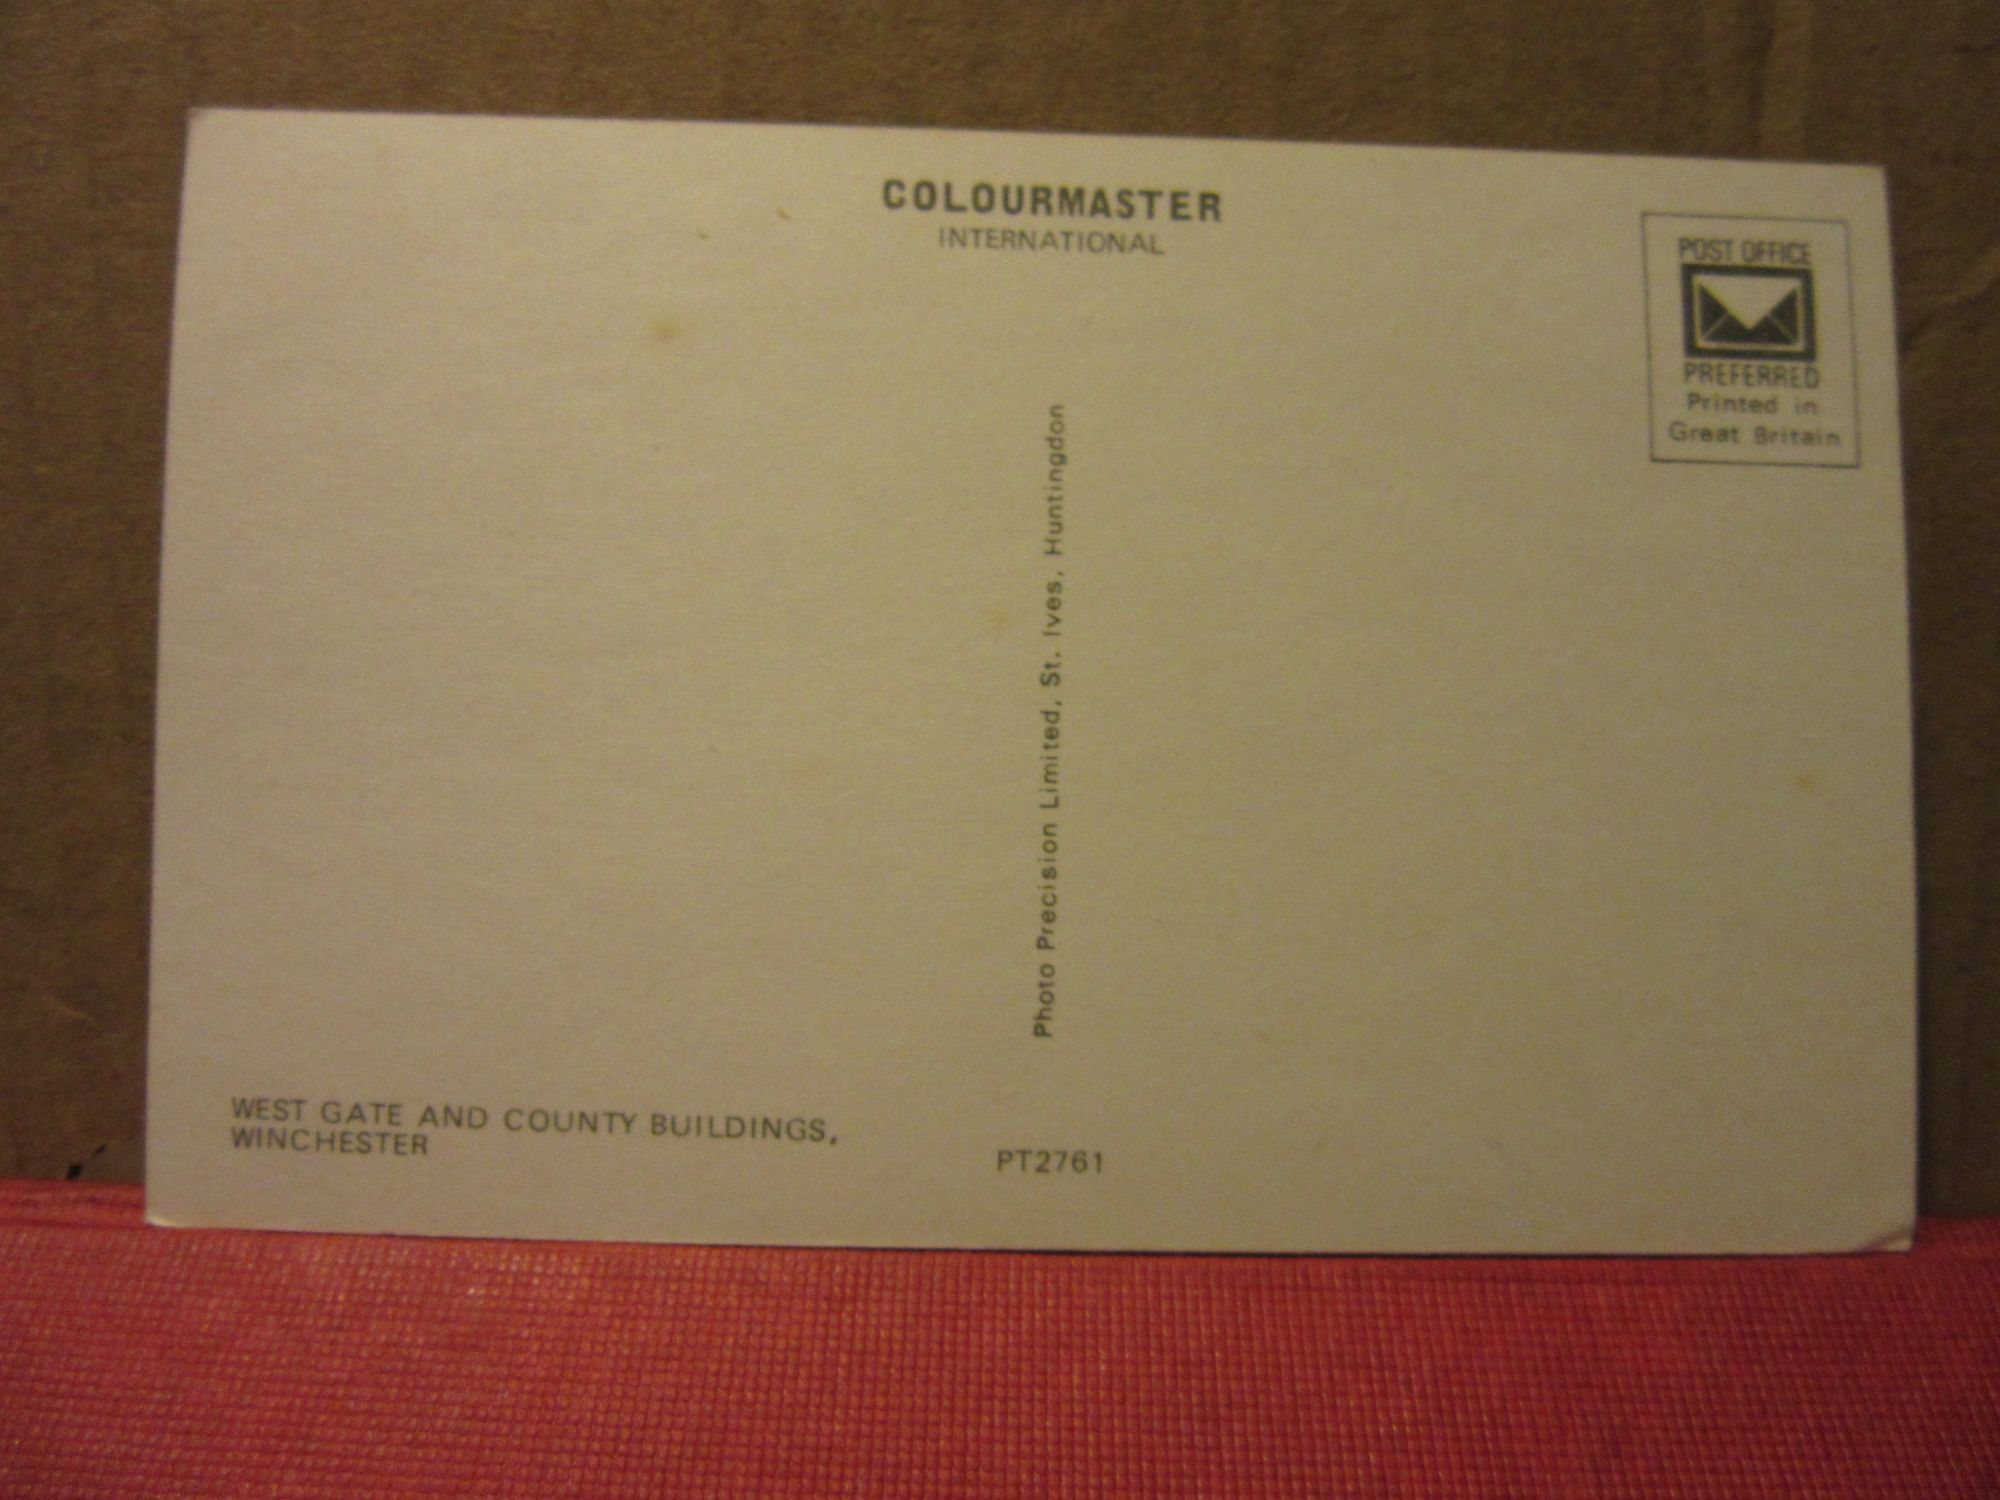 COLOURMASTER
INTERNATIONAL
POST OFFICE
PREFERRED
Printed in
Great Britain
Photo Precision Limited, St. Ives, Huntingdon
WEST GATE AND COUNTY BUILDINGS,
WINCHESTER
PT2761